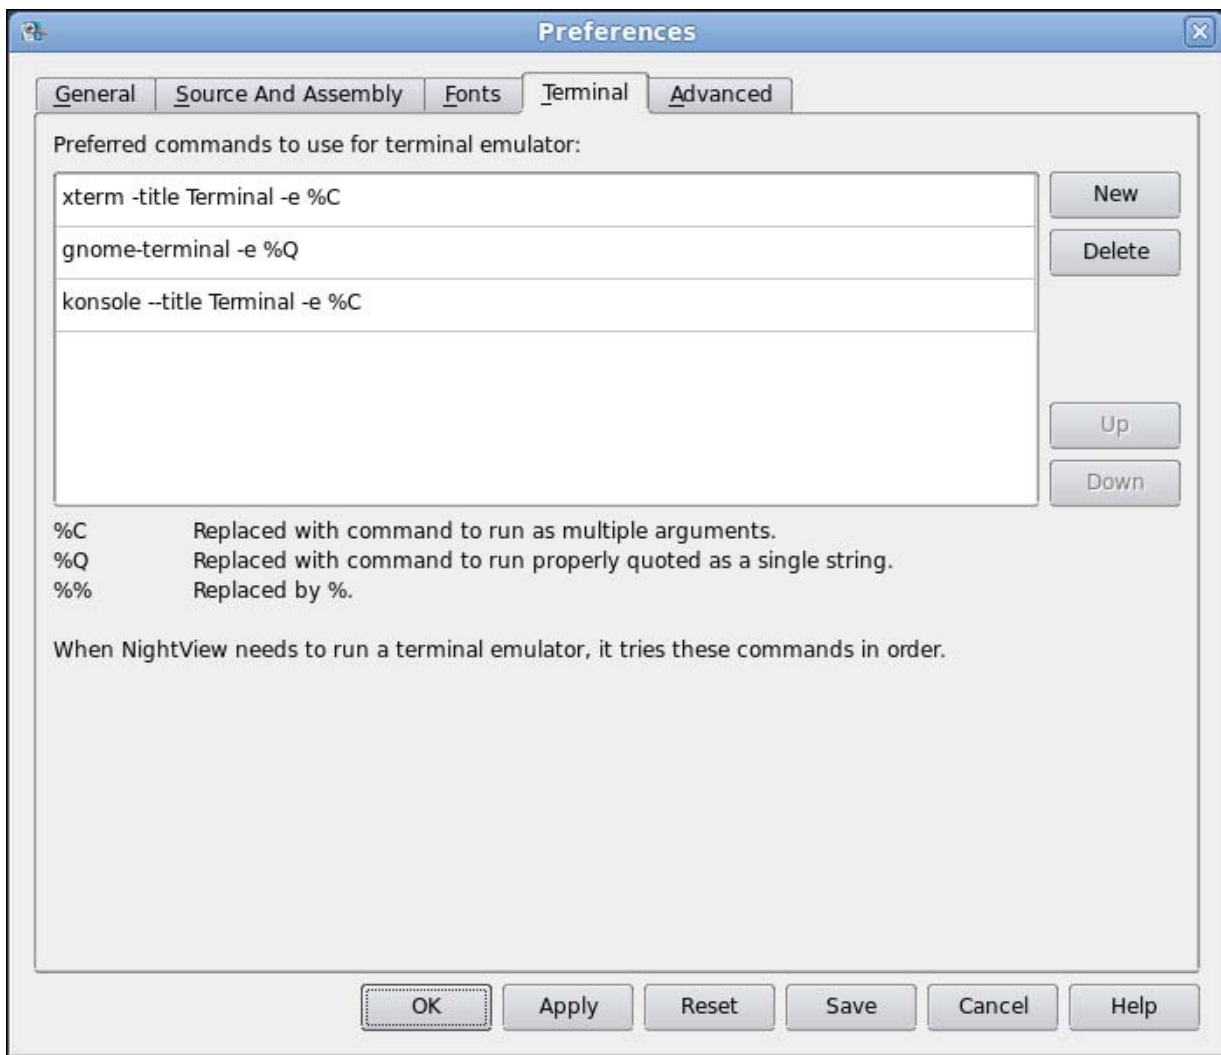 Preferences
General Source And Assembly Fonts Terminal Advanced
Preferred commands to use for terminal emulator:
xterm -title Terminal -e %C
New
gnome-terminal -e %Q
Delete
konsole --title Terminal -e %C
Up
Down
%C Replaced with command to run as multiple arguments.
%Q Replaced with command to run properly quoted as a single string.
%% Replaced by %.
When NightView needs to run a terminal emulator, it tries these commands in order.
OK Apply Reset Save Cancel Help